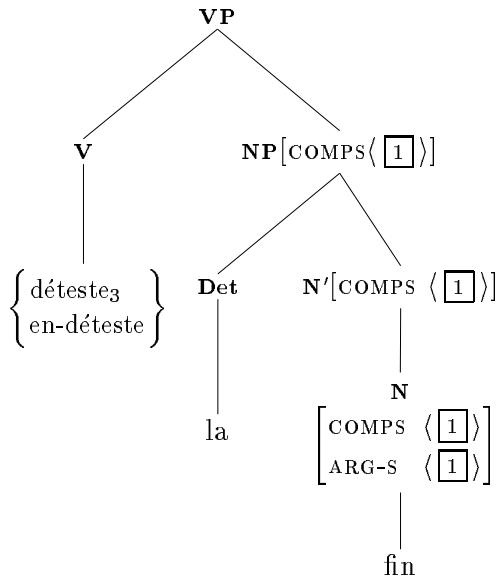 VP
V NP[COMPS⟨ 1 ⟩]
{ déteste₃ Det N′[COMPS ⟨ 1 ⟩]
en-déteste }
N
la [COMPS ⟨ 1 ⟩
ARG-S ⟨ 1 ⟩]
fin